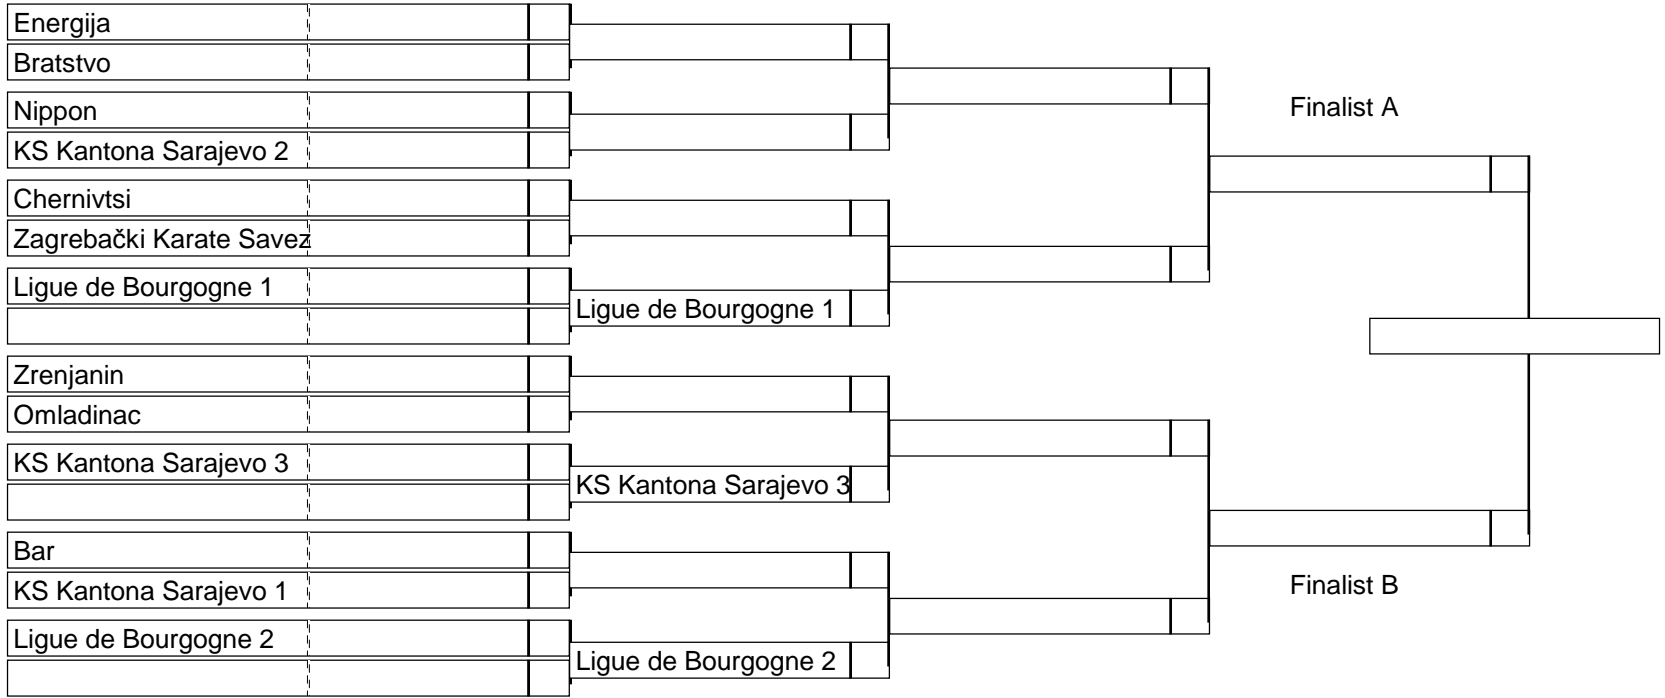 Energija
Bratstvo
Nippon
KS Kantona Sarajevo 2
Chernivtsi
Zagrebački Karate Savez
Ligue de Bourgogne 1
Zrenjanin
Omladinac
KS Kantona Sarajevo 3
Bar
KS Kantona Sarajevo 1
Ligue de Bourgogne 2
Ligue de Bourgogne 1
KS Kantona Sarajevo 3
Ligue de Bourgogne 2
Finalist A
Finalist B